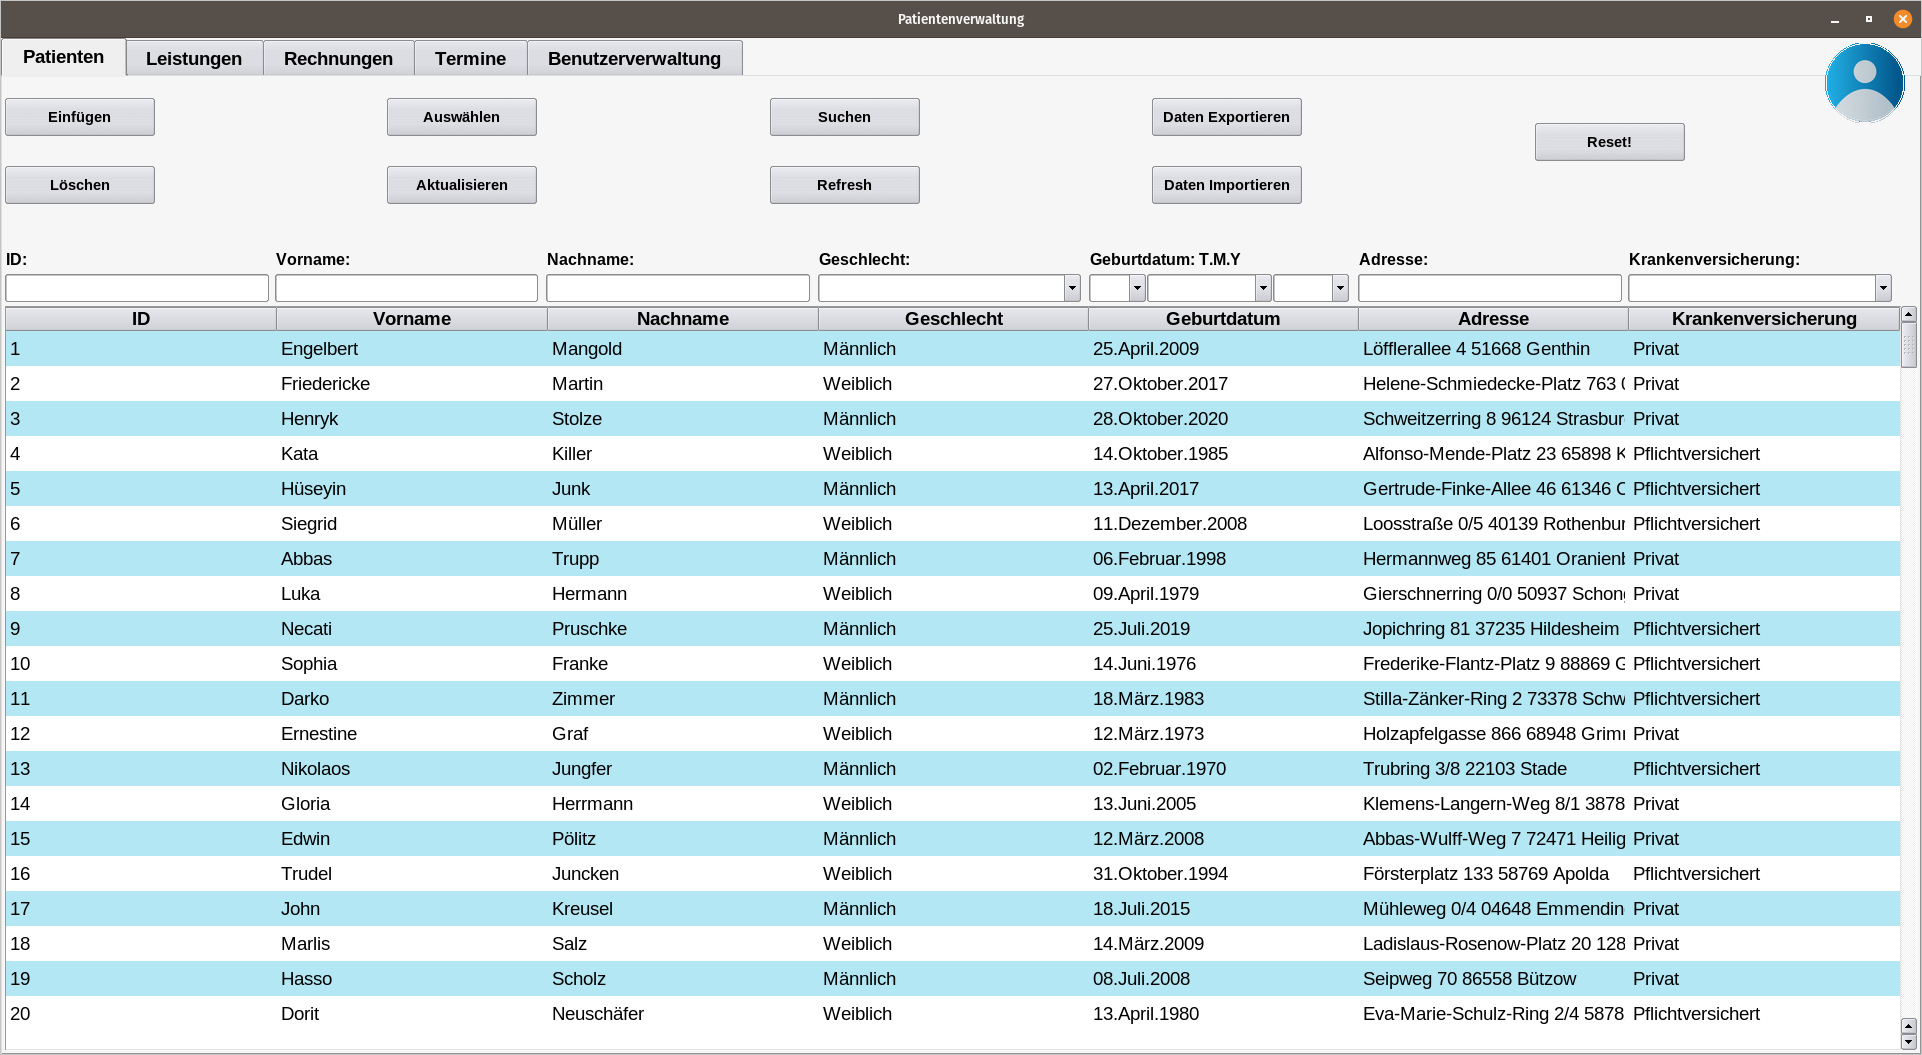 Patientenverwaltung
Patienten Leistungen Rechnungen Termine Benutzerverwaltung
Einfügen Auswählen Suchen Daten Exportieren
Reset!
Löschen Aktualisieren Refresh Daten Importieren
ID: Vorname: Nachname: Geschlecht: Geburtdatum: T.M.Y Adresse: Krankenversicherung:
ID Vorname Nachname Geschlecht Geburtdatum Adresse Krankenversicherung
1 Engelbert Mangold Männlich 25.April.2009 Löfflerallee 4 51668 Genthin Privat
2 Friedericke Martin Weiblich 27.Oktober.2017 Helene-Schmiedecke-Platz 763 Privat
3 Henryk Stolze Männlich 28.Oktober.2020 Schweitzerring 8 96124 Strasbur Privat
4 Kata Killer Weiblich 14.Oktober.1985 Alfonso-Mende-Platz 23 65898 K Pflichtversichert
5 Hüseyin Junk Männlich 13.April.2017 Gertrude-Finke-Allee 46 61346 Pflichtversichert
6 Siegrid Müller Weiblich 11.Dezember.2008 Loosstraße 0/5 40139 Rothenbur Pflichtversichert
7 Abbas Trupp Männlich 06.Februar.1998 Hermannweg 85 61401 Oranienb Privat
8 Luka Hermann Weiblich 09.April.1979 Gierschnerring 0/0 50937 Schong Privat
9 Necati Pruschke Männlich 25.Juli.2019 Jopichring 81 37235 Hildesheim Pflichtversichert
10 Sophia Franke Weiblich 14.Juni.1976 Frederike-Flantz-Platz 9 88869 G Pflichtversichert
11 Darko Zimmer Männlich 18.März.1983 Stilla-Zänker-Ring 2 73378 Schw Pflichtversichert
12 Ernestine Graf Weiblich 12.März.1973 Holzapfelgasse 866 68948 Grimm Privat
13 Nikolaos Jungfer Männlich 02.Februar.1970 Trubring 3/8 22103 Stade Pflichtversichert
14 Gloria Herrmann Weiblich 13.Juni.2005 Klemens-Langern-Weg 8/1 3878 Privat
15 Edwin Pölitz Männlich 12.März.2008 Abbas-Wulff-Weg 7 72471 Heilig Privat
16 Trudel Juncken Weiblich 31.Oktober.1994 Försterplatz 133 58769 Apolda Pflichtversichert
17 John Kreusel Männlich 18.Juli.2015 Mühleweg 0/4 04648 Emmendin Privat
18 Marlis Salz Weiblich 14.März.2009 Ladislaus-Rosenow-Platz 20 128 Privat
19 Hasso Scholz Männlich 08.Juli.2008 Seipweg 70 86558 Bützow Privat
20 Dorit Neuschäfer Weiblich 13.April.1980 Eva-Marie-Schulz-Ring 2/4 5878 Pflichtversichert